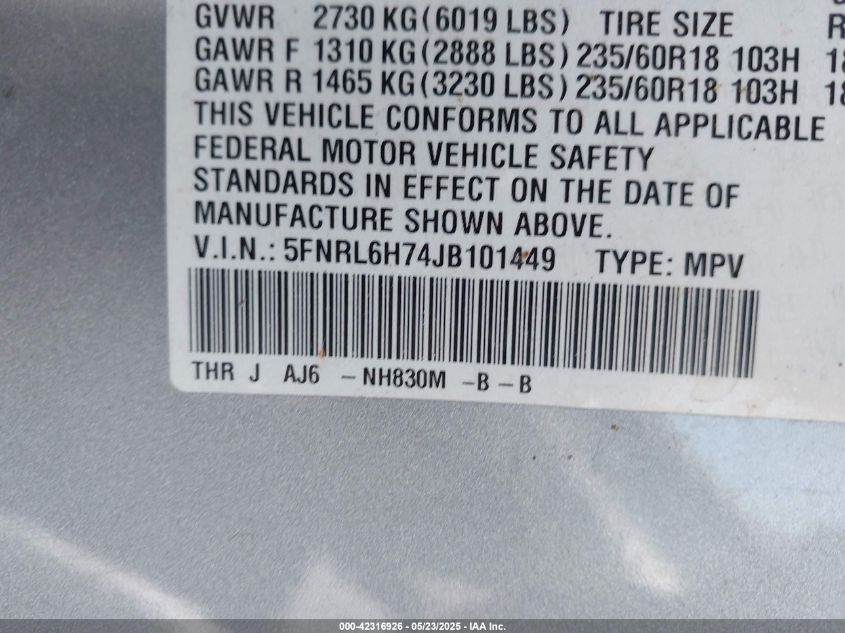 GVWR 2730 KG (6019 LBS) TIRE SIZE
GAWR F 1310 KG (2888 LBS) 235/60R18 103H
GAWR R 1465 KG (3230 LBS) 235/60R18 103H
THIS VEHICLE CONFORMS TO ALL APPLICABLE
FEDERAL MOTOR VEHICLE SAFETY
STANDARDS IN EFFECT ON THE DATE OF
MANUFACTURE SHOWN ABOVE.
V.I.N.: 5FNRL6H74JB101449 TYPE: MPV
THR J AJ6 -NH830M -B-B
000-42316926 - 05/23/2025 - IAA Inc.